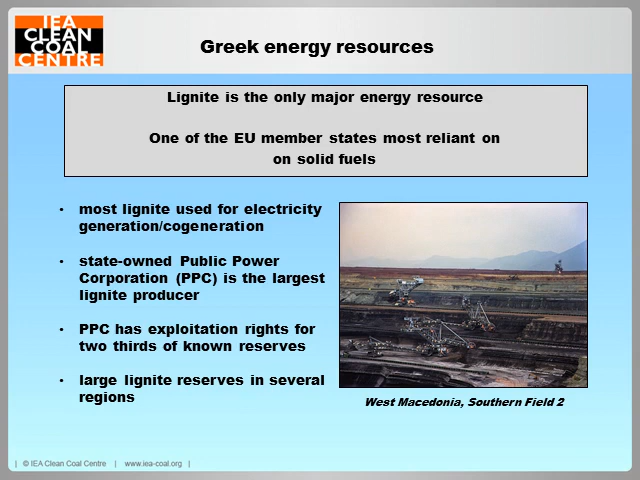 IEA
CLEAN
COAL
CENTRE
Greek energy resources
Lignite is the only major energy resource
One of the EU member states most reliant on
on solid fuels
• most lignite used for electricity
generation/cogeneration
• state-owned Public Power
Corporation (PPC) is the largest
lignite producer
• PPC has exploitation rights for
two thirds of known reserves
• large lignite reserves in several
regions
West Macedonia, Southern Field 2
| © IEA Clean Coal Centre | www.iea-coal.org |